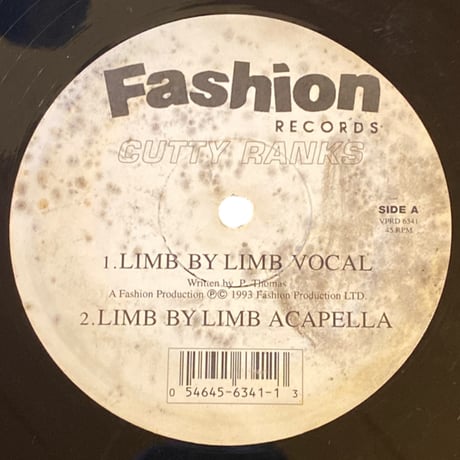 Fashion
RECORDS
CUTTY RANKS
SIDE A
VPRD 6341
45 RPM
1.LIMB BY LIMB VOCAL
Written by P. Thomas
A Fashion Production ℗© 1993 Fashion Production LTD.
2.LIMB BY LIMB ACAPELLA
0 54645-6341-1 3